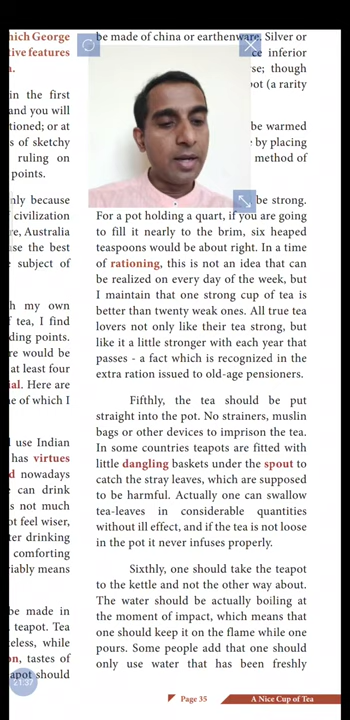 hich George
tive features
n.
in the first
and you will
tioned; or at
s of sketchy
ruling on
points.
nly because
civilization
re, Australia
use the best
subject of
h my own
f tea, I find
ding points.
re would be
at least four
ial. Here are
ne of which I
l use Indian
has virtues
d nowadays
can drink
s not much
ot feel wiser,
ter drinking
comforting
riably means
be made in
teapot. Tea
teless, while
on, tastes of
apot should
21:37
be made of china or earthenware. Silver or
ce inferior
se; though
pot (a rarity
be warmed
by placing
method of
be strong.
For a pot holding a quart, if you are going
to fill it nearly to the brim, six heaped
teaspoons would be about right. In a time
of rationing, this is not an idea that can
be realized on every day of the week, but
I maintain that one strong cup of tea is
better than twenty weak ones. All true tea
lovers not only like their tea strong, but
like it a little stronger with each year that
passes - a fact which is recognized in the
extra ration issued to old-age pensioners.
Fifthly, the tea should be put
straight into the pot. No strainers, muslin
bags or other devices to imprison the tea.
In some countries teapots are fitted with
little dangling baskets under the spout to
catch the stray leaves, which are supposed
to be harmful. Actually one can swallow
tea-leaves in considerable quantities
without ill effect, and if the tea is not loose
in the pot it never infuses properly.
Sixthly, one should take the teapot
to the kettle and not the other way about.
The water should be actually boiling at
the moment of impact, which means that
one should keep it on the flame while one
pours. Some people add that one should
only use water that has been freshly
Page 35
A Nice Cup of Tea